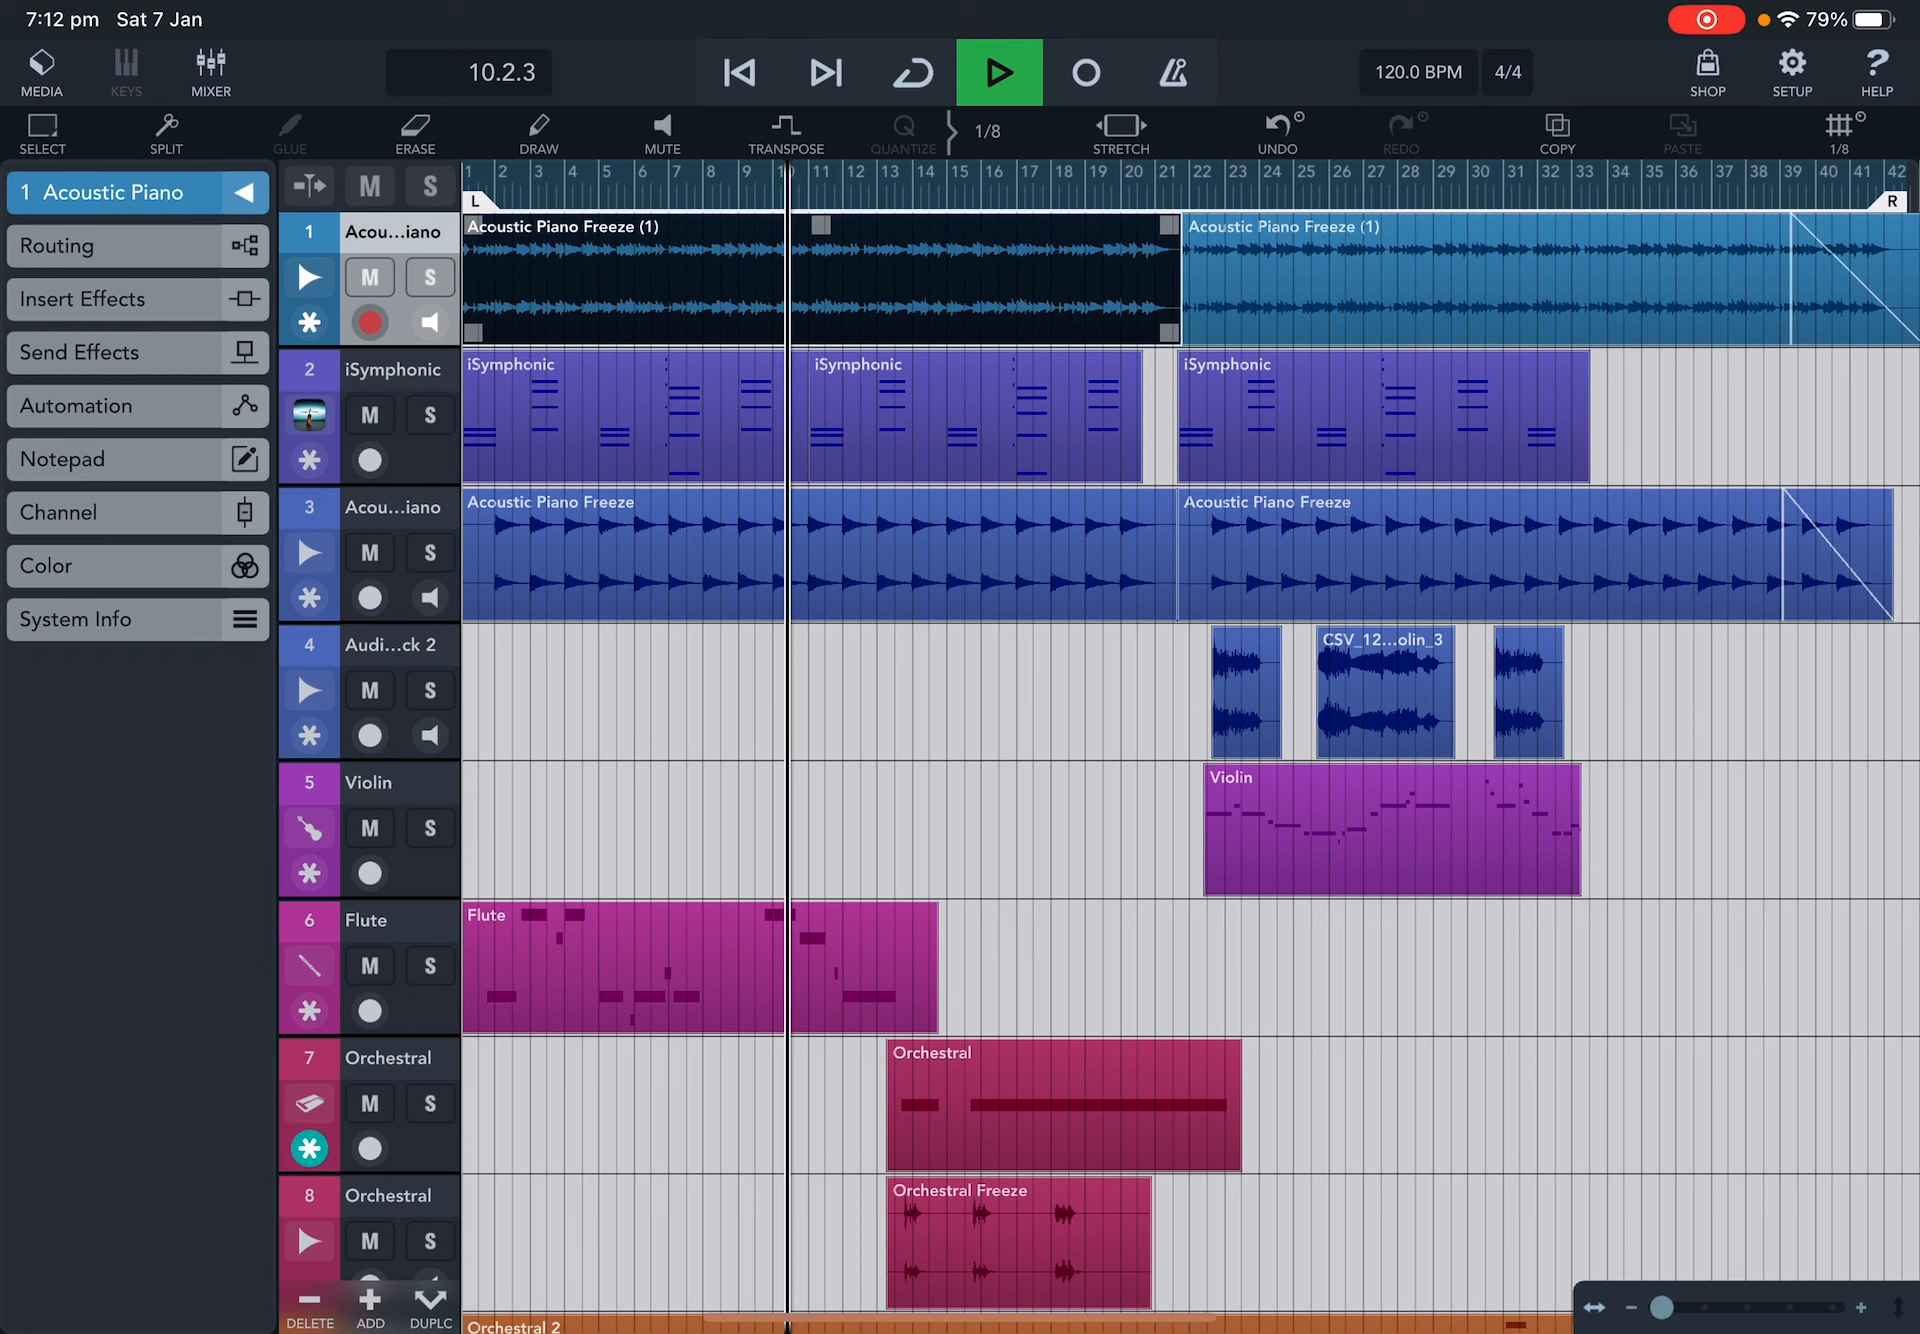 7:12 pm Sat 7 Jan
79%
MEDIA
KEYS
MIXER
10.2.3
120.0 BPM
4/4
SHOP
SETUP
HELP
SELECT
SPLIT
GLUE
ERASE
DRAW
MUTE
TRANSPOSE
QUANTIZE
1/8
STRETCH
UNDO
REDO
COPY
PASTE
1/8
1 Acoustic Piano
Routing
Insert Effects
Send Effects
Automation
Notepad
Channel
Color
System Info
M S
1 2 3 4 5 6 7 8 9 10 11 12 13 14 15 16 17 18 19 20 21 22 23 24 25 26 27 28 29 30 31 32 33 34 35 36 37 38 39 40 41 42
L
R
1 Acou...iano
M S
Acoustic Piano Freeze (1)
Acoustic Piano Freeze (1)
2 iSymphonic
M S
iSymphonic
iSymphonic
iSymphonic
3 Acou...iano
M S
Acoustic Piano Freeze
Acoustic Piano Freeze
4 Audi...ck 2
M S
CSV_12...olin_3
5 Violin
M S
Violin
6 Flute
M S
Flute
7 Orchestral
M S
Orchestral
8 Orchestral
M S
Orchestral Freeze
DELETE
ADD
DUPLC
Orchestral 2